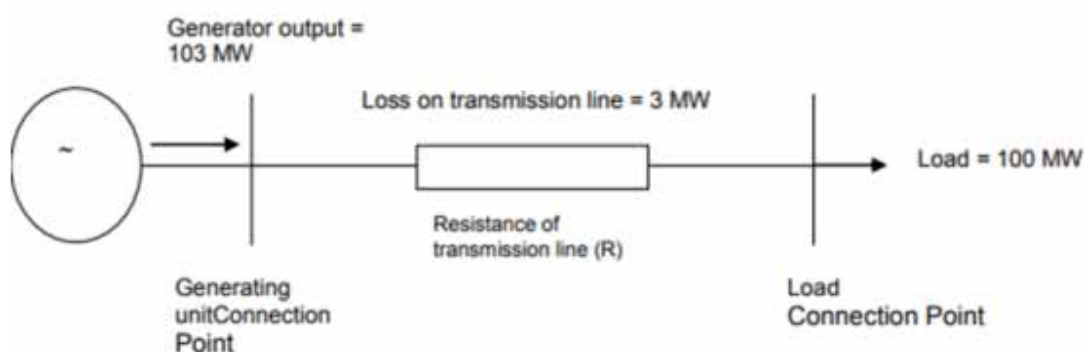 Generator output =
103 MW
Loss on transmission line = 3 MW
~
Load = 100 MW
Resistance of
transmission line (R)
Generating
unitConnection
Point
Load
Connection Point